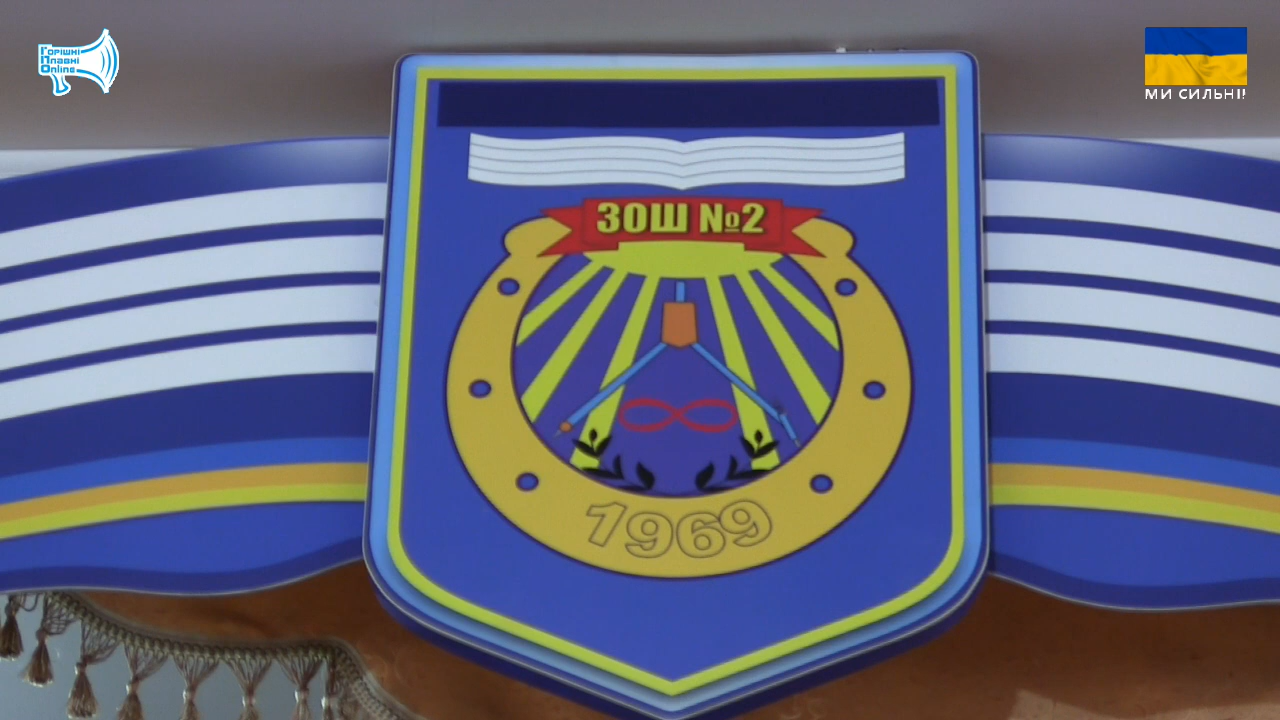 Горішні
Плавні
Online
МИ СИЛЬНІ!
ЗОШ №2
1969